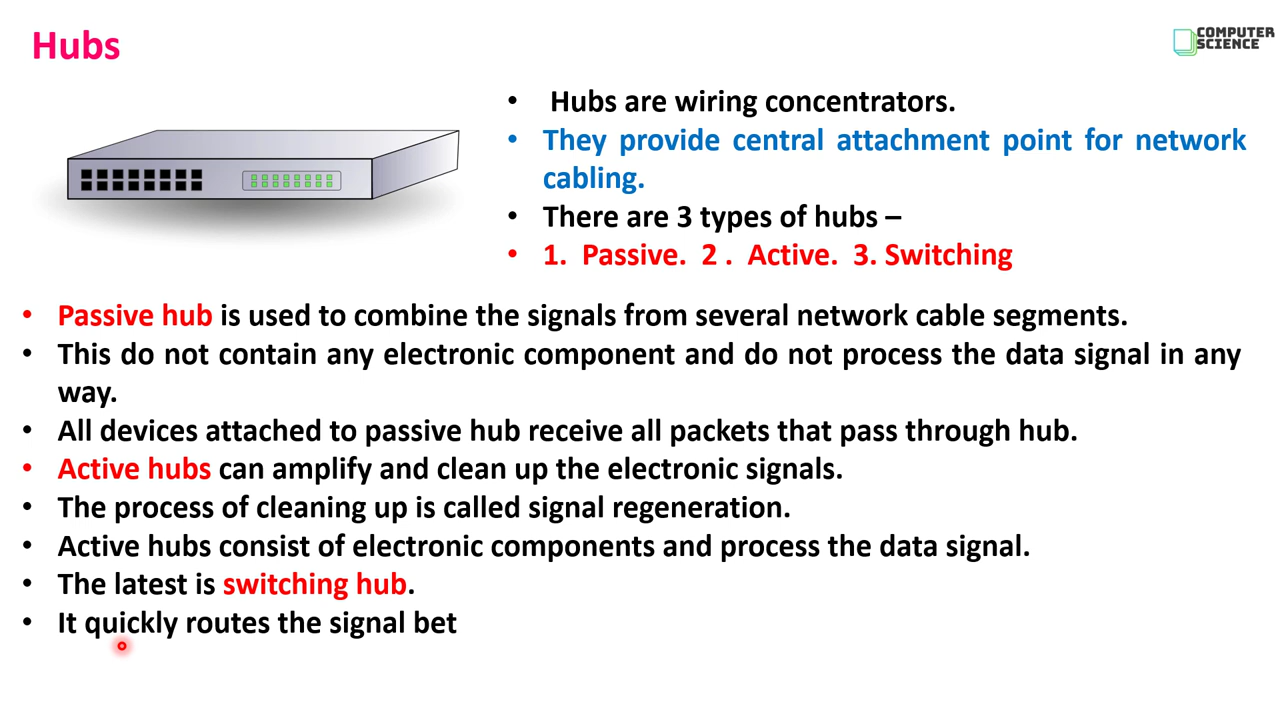 Hubs
COMPUTER
SCIENCE
• Hubs are wiring concentrators.
• They provide central attachment point for network
cabling.
• There are 3 types of hubs –
• 1. Passive. 2 . Active. 3. Switching
• Passive hub is used to combine the signals from several network cable segments.
• This do not contain any electronic component and do not process the data signal in any
way.
• All devices attached to passive hub receive all packets that pass through hub.
• Active hubs can amplify and clean up the electronic signals.
• The process of cleaning up is called signal regeneration.
• Active hubs consist of electronic components and process the data signal.
• The latest is switching hub.
• It quickly routes the signal bet